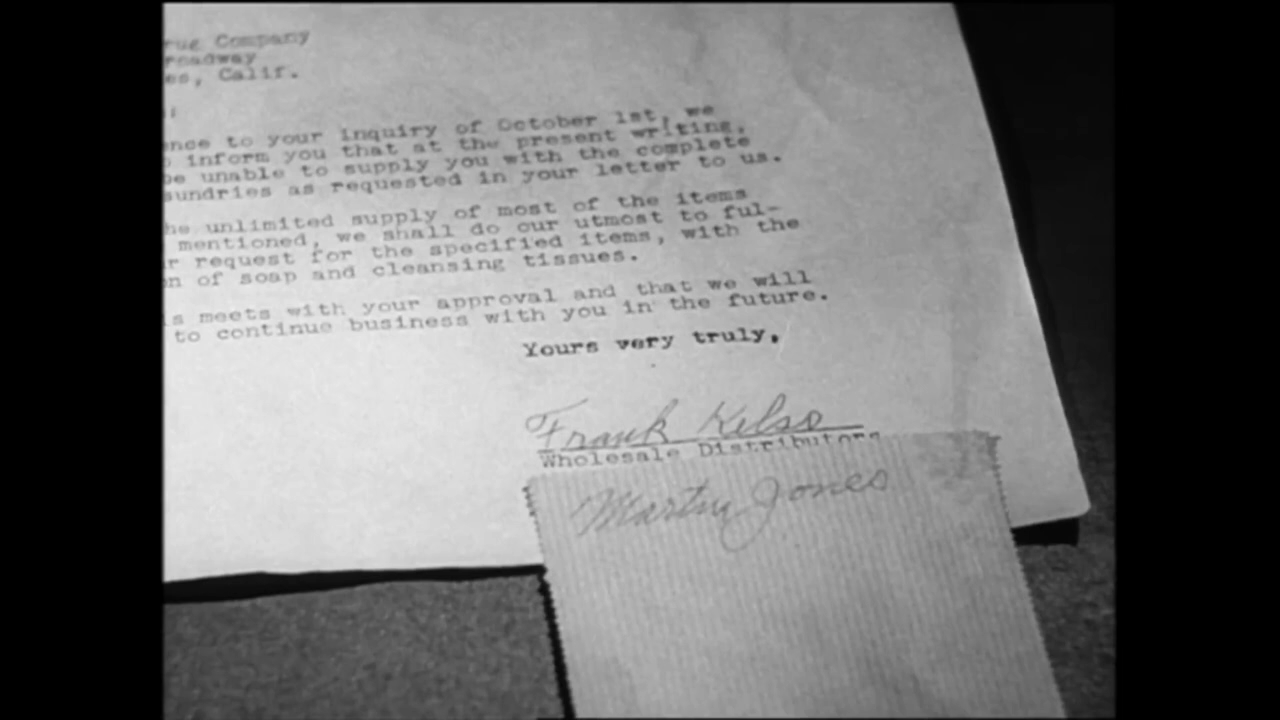 rug Company
roadway
es, Calif.
:
ence to your inquiry of October 1st, we
o inform you that at the present writing,
be unable to supply you with the complete
sundries as requested in your letter to us.
he unlimited supply of most of the items
mentioned, we shall do our utmost to ful-
r request for the specified items, with the
n of soap and cleansing tissues.
is meets with your approval and that we will
to continue business with you in the future.
Yours very truly,
Frank Kelso
Wholesale Distributors
Martin Jones